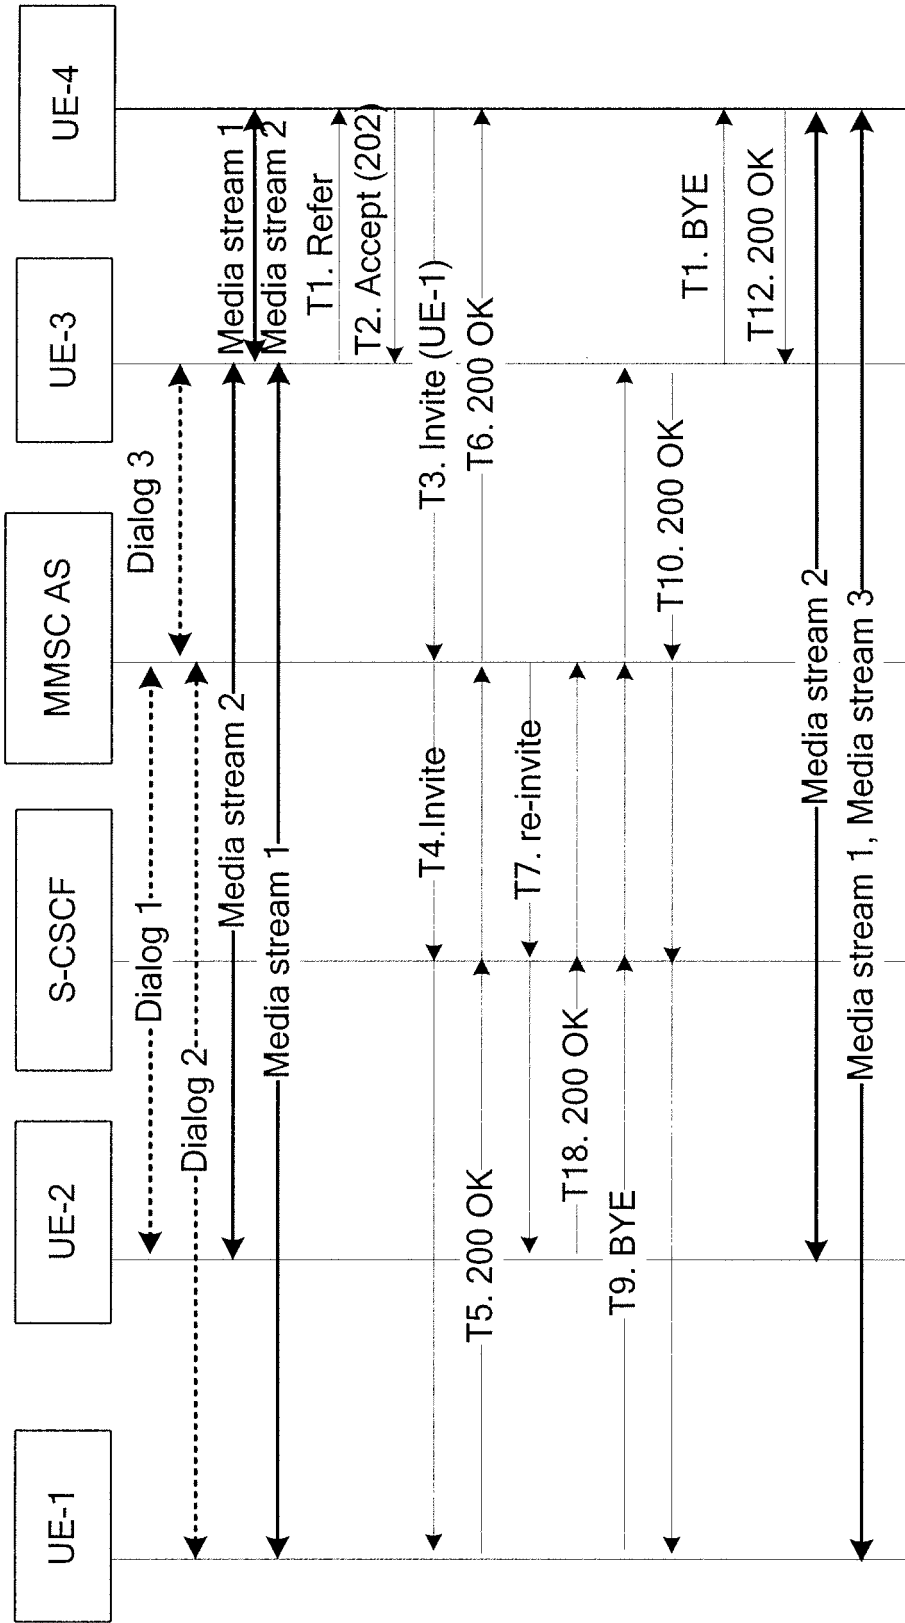 UE-1
UE-2
S-CSCF
MMSC AS
UE-3
UE-4
Dialog 3
Dialog 1
Dialog 2
Media stream 1
Media stream 2
Media stream 2
Media stream 1
T1. Refer
T2. Accept (202)
T3. Invite (UE-1)
T4.Invite
T6. 200 OK
T5. 200 OK
T7. re-invite
T18. 200 OK
T9. BYE
T10. 200 OK
T1. BYE
T12. 200 OK
Media stream 2
Media stream 1, Media stream 3